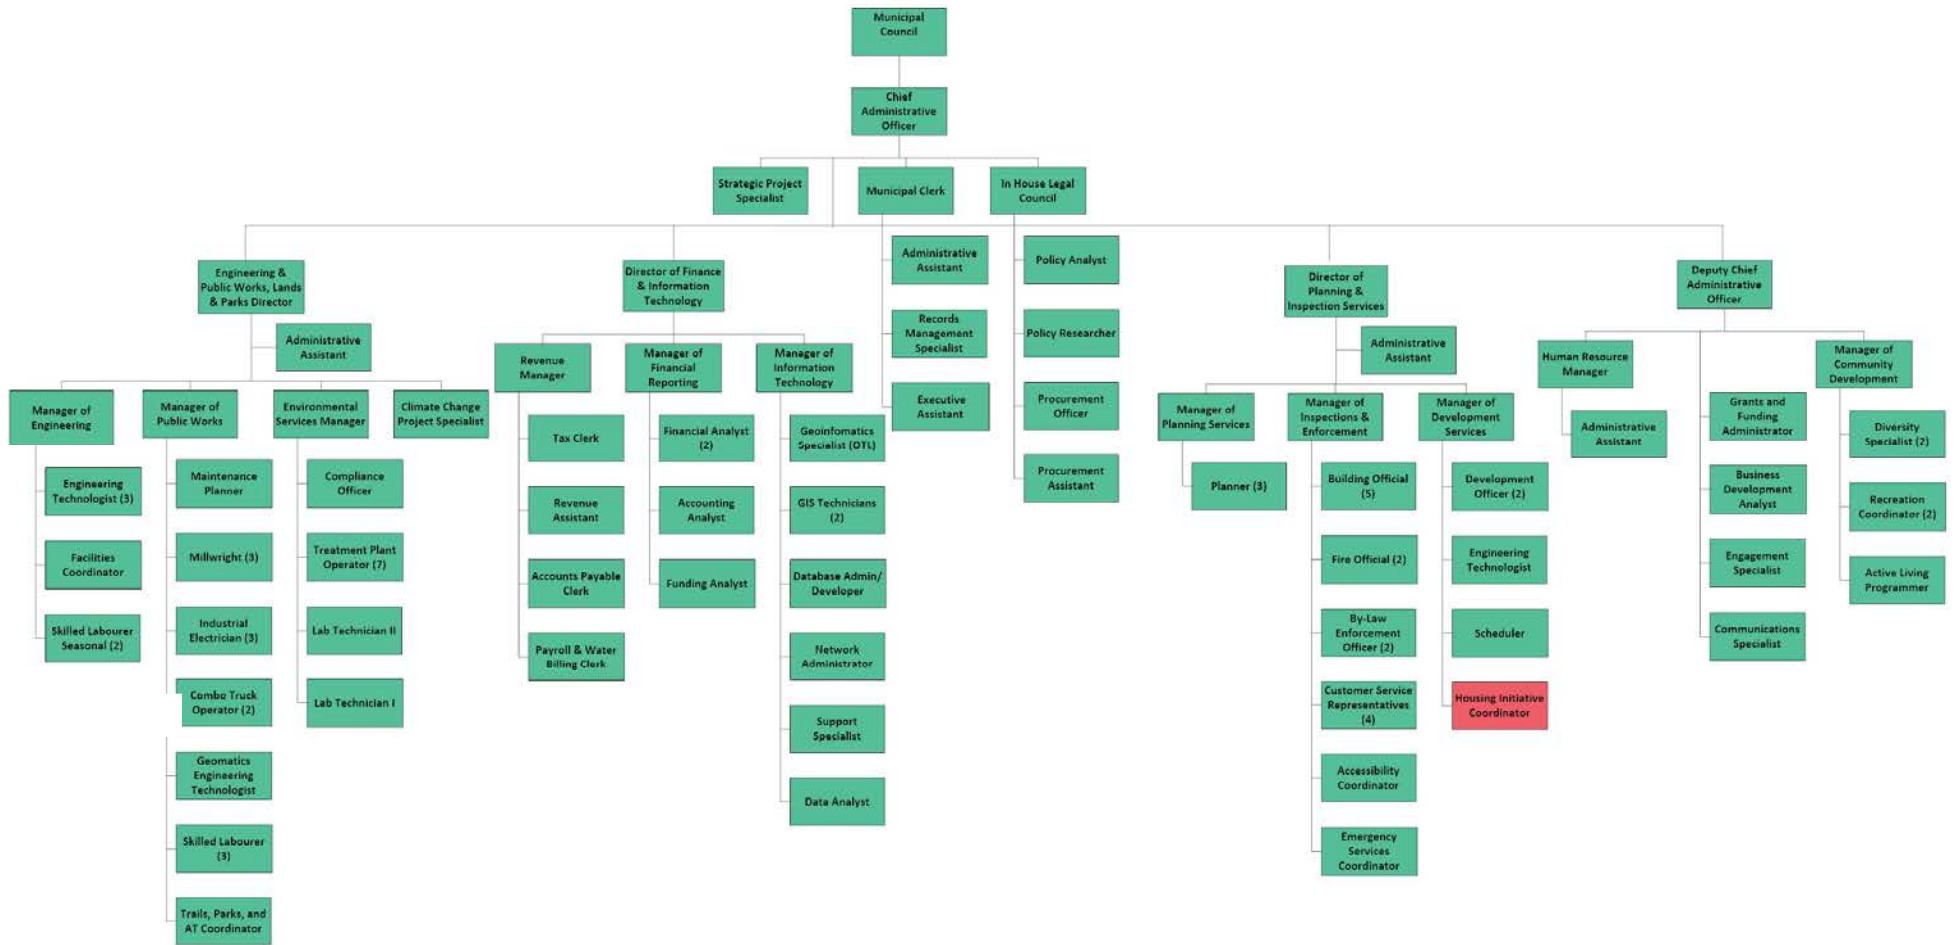 Municipal
Council
Chief
Administrative
Officer
Strategic Project
Specialist
Municipal Clerk
In House Legal
Council
Administrative
Assistant
Records
Management
Specialist
Executive
Assistant
Policy Analyst
Policy Researcher
Procurement
Officer
Procurement
Assistant
Engineering &
Public Works, Lands
& Parks Director
Administrative
Assistant
Manager of
Engineering
Engineering
Technologist (3)
Facilities
Coordinator
Skilled Labourer
Seasonal (2)
Manager of
Public Works
Maintenance
Planner
Millwright (3)
Industrial
Electrician (3)
Combo Truck
Operator (2)
Geomatics
Engineering
Technologist
Skilled Labourer
(3)
Trails, Parks, and
AT Coordinator
Environmental
Services Manager
Compliance
Officer
Treatment Plant
Operator (7)
Lab Technician II
Lab Technician I
Climate Change
Project Specialist
Director of Finance
& Information
Technology
Revenue
Manager
Tax Clerk
Revenue
Assistant
Accounts Payable
Clerk
Payroll & Water
Billing Clerk
Manager of
Financial
Reporting
Financial Analyst
(2)
Accounting
Analyst
Funding Analyst
Manager of
Information
Technology
Geoinfomatics
Specialist (OTL)
GIS Technicians
(2)
Database Admin/
Developer
Network
Administrator
Support
Specialist
Data Analyst
Director of
Planning &
Inspection Services
Administrative
Assistant
Manager of
Planning Services
Planner (3)
Manager of
Inspections &
Enforcement
Building Official
(5)
Fire Official (2)
By-Law
Enforcement
Officer (2)
Customer Service
Representatives
(4)
Accessibility
Coordinator
Emergency
Services
Coordinator
Manager of
Development
Services
Development
Officer (2)
Engineering
Technologist
Scheduler
Housing Initiative
Coordinator
Deputy Chief
Administrative
Officer
Human Resource
Manager
Administrative
Assistant
Grants and
Funding
Administrator
Business
Development
Analyst
Engagement
Specialist
Communications
Specialist
Manager of
Community
Development
Diversity
Specialist (2)
Recreation
Coordinator (2)
Active Living
Programmer